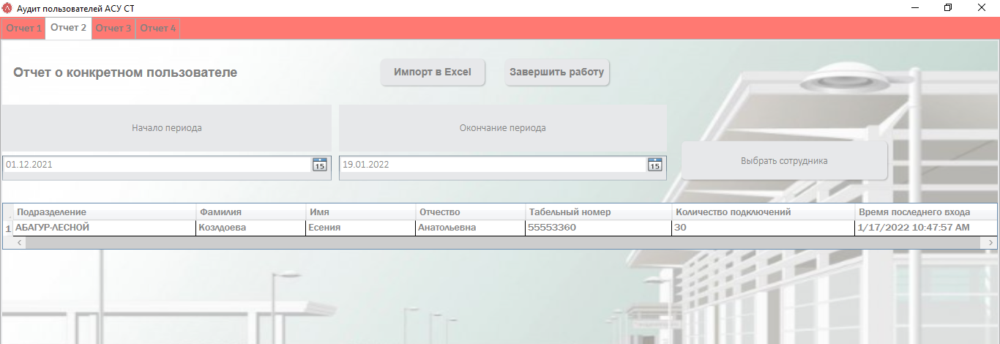 Аудит пользователей АСУ СТ
Отчет 1 Отчет 2 Отчет 3 Отчет 4
Отчет о конкретном пользователе Импорт в Excel Завершить работу
Начало периода Окончание периода
Выбрать сотрудника
01.12.2021 15 19.01.2022 15
Подразделение Фамилия Имя Отчество Табельный номер Количество подключений Время последнего входа
1 АБАГУР-ЛЕСНОЙ Козлдоева Есения Анатольевна 55553360 30 1/17/2022 10:47:57 AM